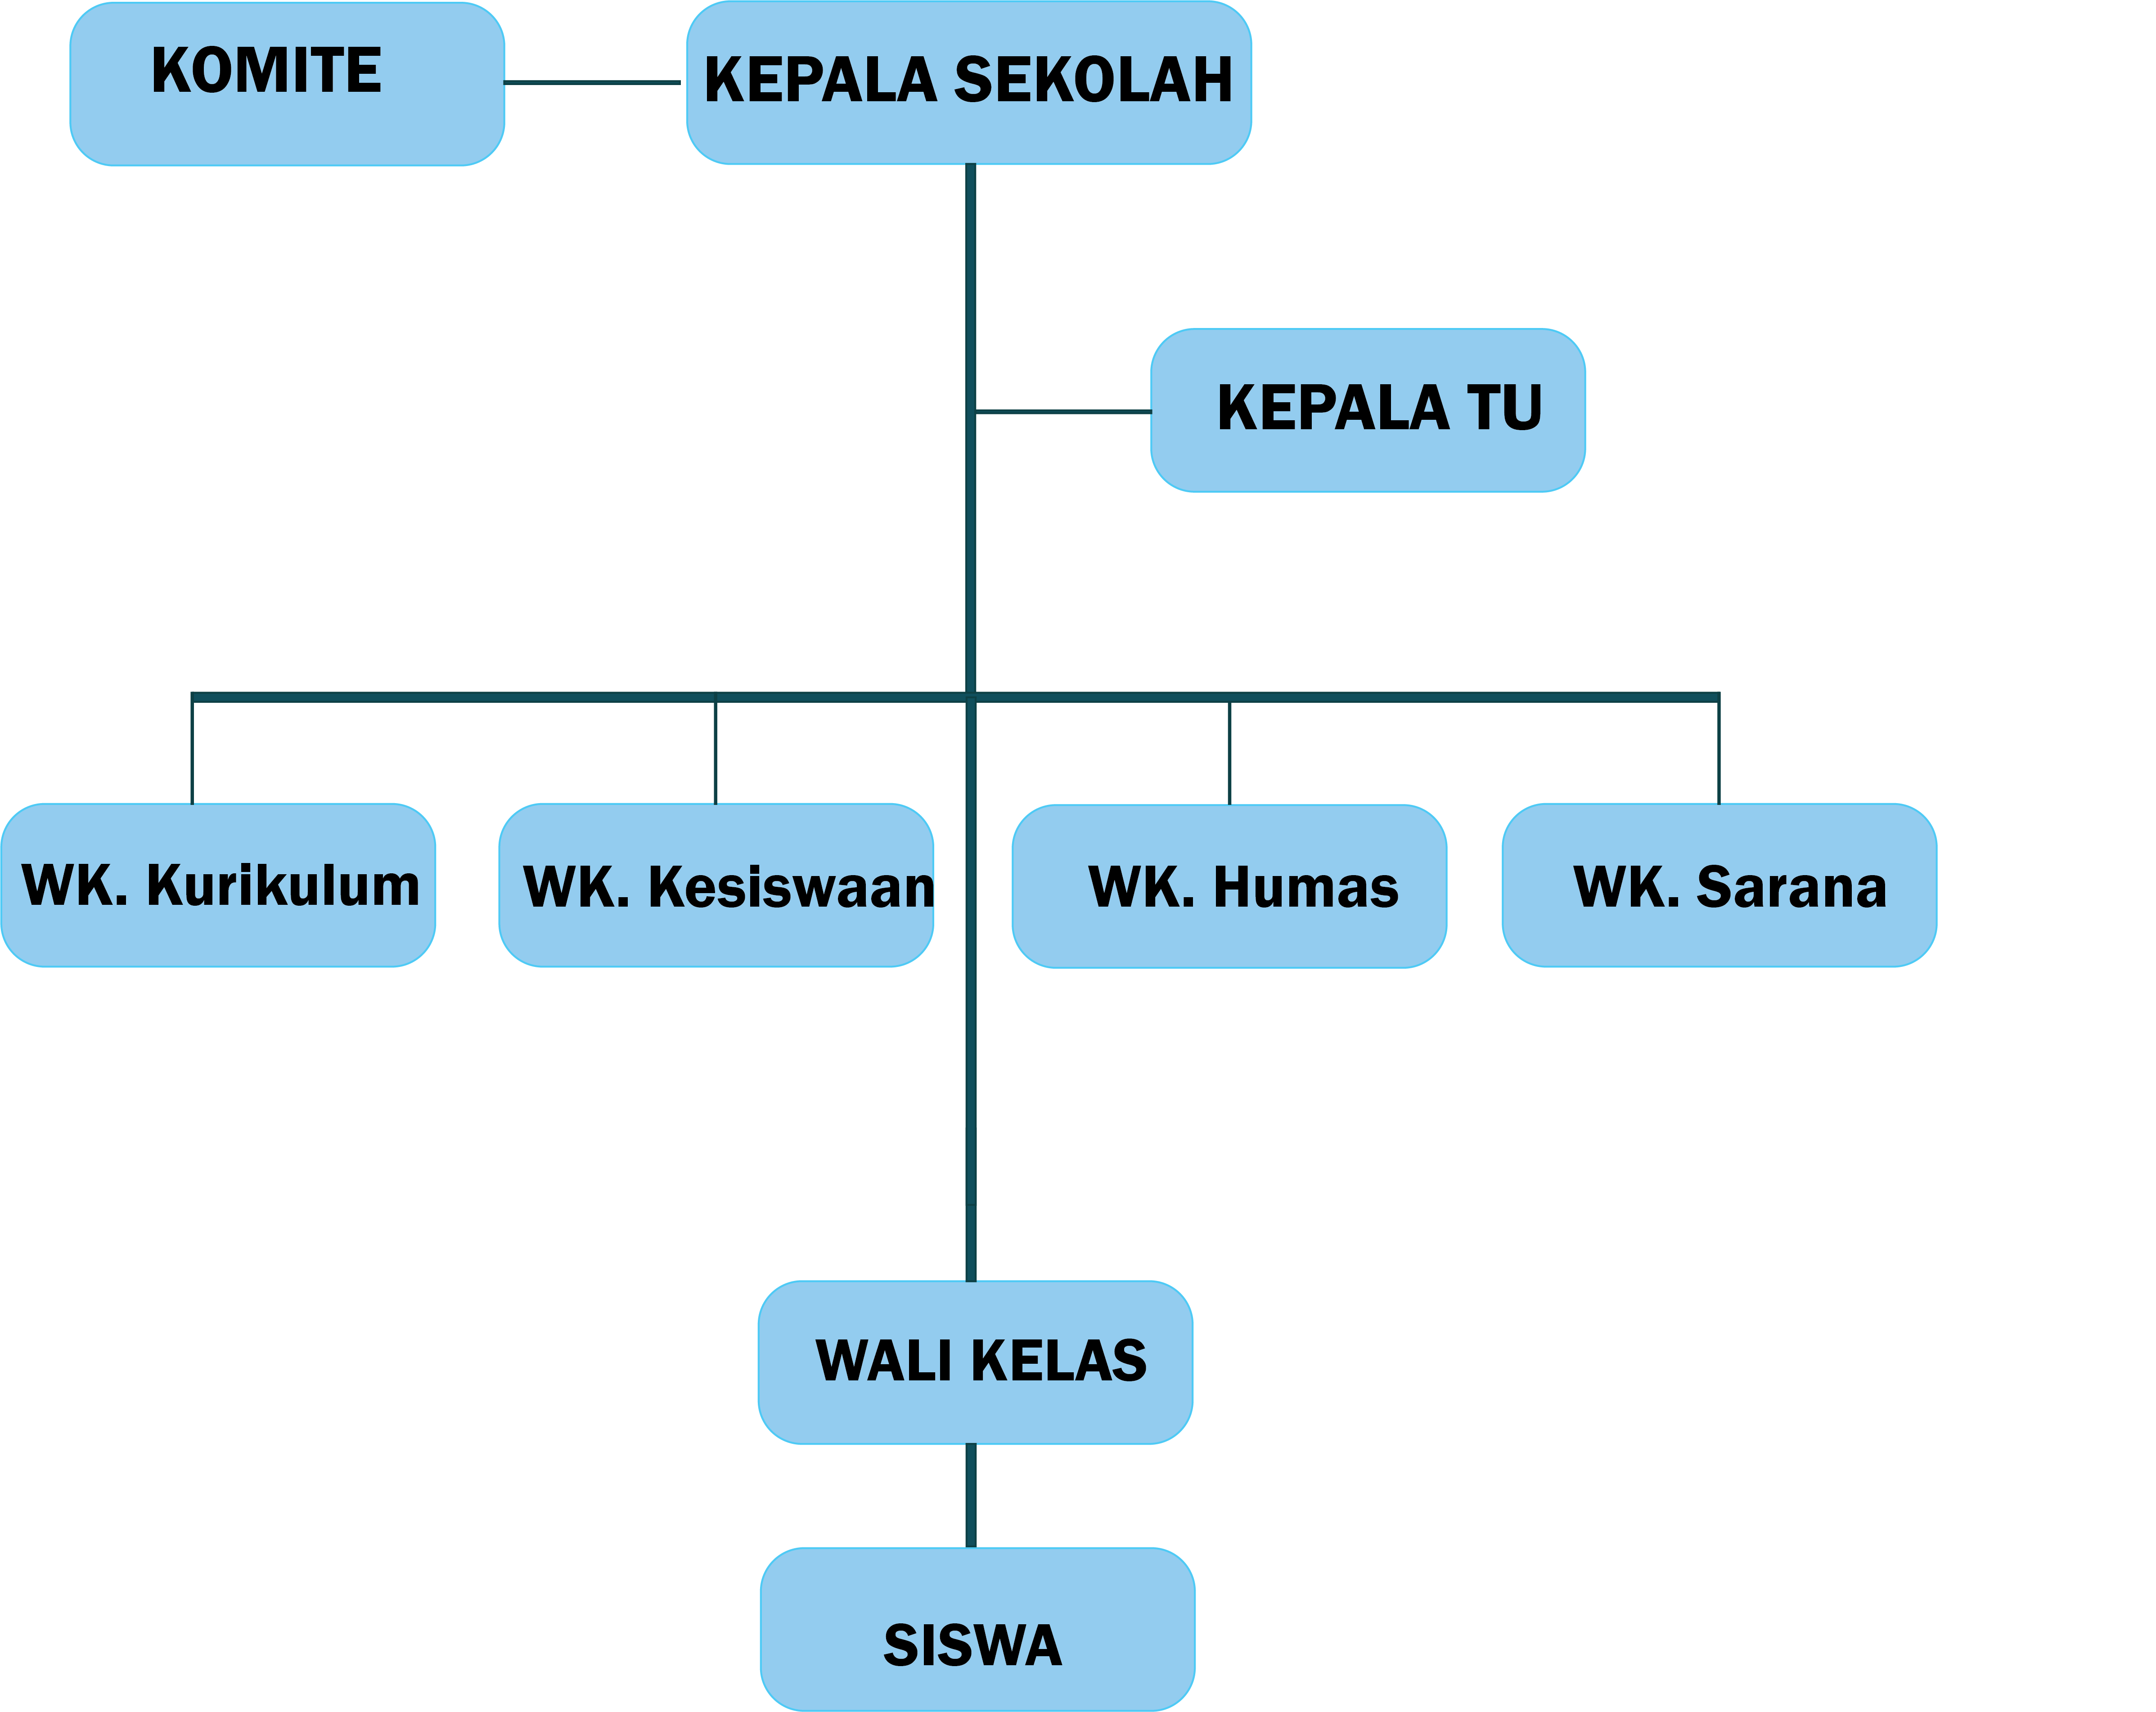 KOMITE
KEPALA SEKOLAH
KEPALA TU
WK. Kurikulum
WK. Kesiswaan
WK. Humas
WK. Sarana
WALI KELAS
SISWA